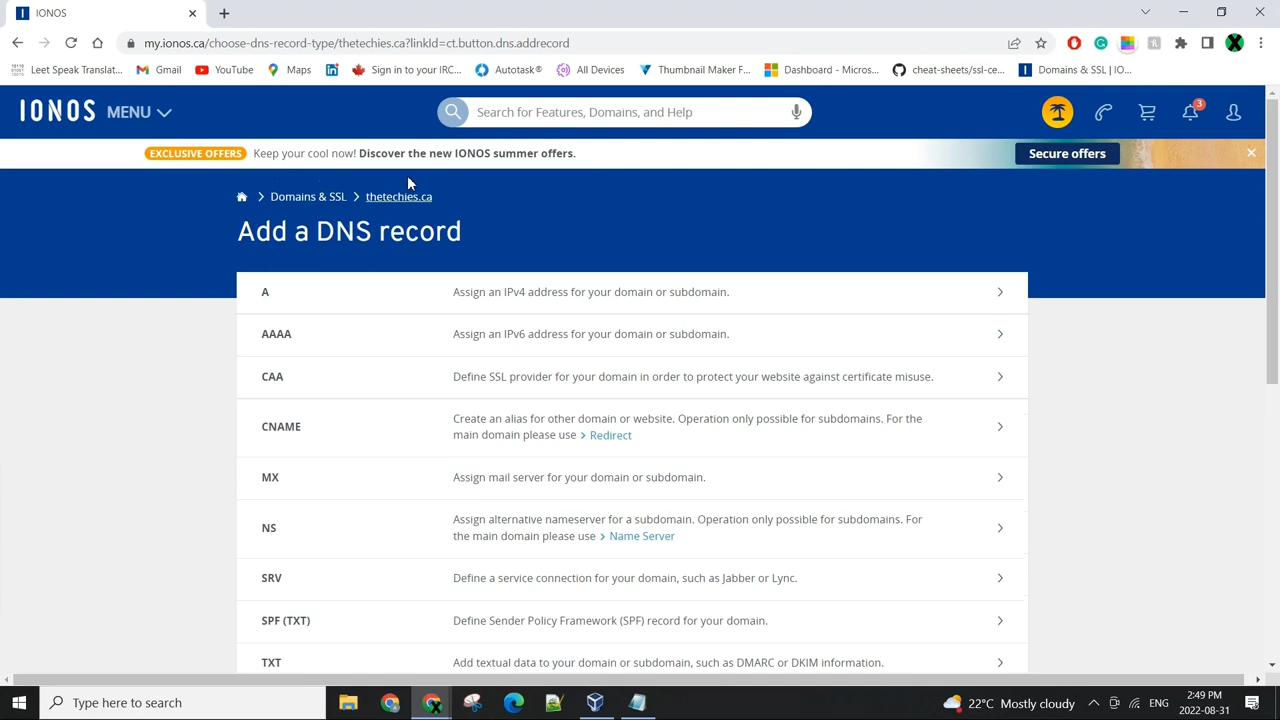 IONOS
my.ionos.ca/choose-dns-record-type/thetechies.ca?linkId=ct.button.dns.addrecord
Leet Speak Translat... Gmail YouTube Maps Sign in to your IRC... Autotask® All Devices Thumbnail Maker F... Dashboard - Micros... cheat-sheets/ssl-ce... Domains & SSL | IO...
IONOS MENU Search for Features, Domains, and Help 3
EXCLUSIVE OFFERS Keep your cool now! Discover the new IONOS summer offers. Secure offers
Domains & SSL thetechies.ca
Add a DNS record
A Assign an IPv4 address for your domain or subdomain.
AAAA Assign an IPv6 address for your domain or subdomain.
CAA Define SSL provider for your domain in order to protect your website against certificate misuse.
CNAME Create an alias for other domain or website. Operation only possible for subdomains. For the
main domain please use > Redirect
MX Assign mail server for your domain or subdomain.
NS Assign alternative nameserver for a subdomain. Operation only possible for subdomains. For
the main domain please use > Name Server
SRV Define a service connection for your domain, such as Jabber or Lync.
SPF (TXT) Define Sender Policy Framework (SPF) record for your domain.
TXT Add textual data to your domain or subdomain, such as DMARC or DKIM information.
Type here to search 22°C Mostly cloudy ENG 2:49 PM
2022-08-31